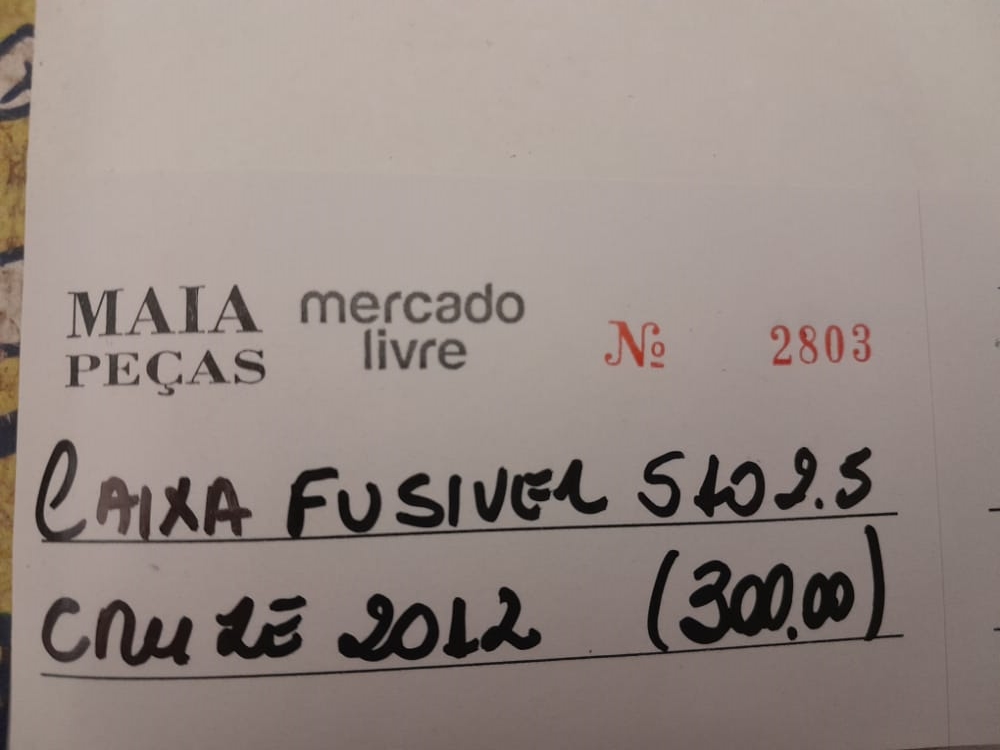 MAIA PEÇAS
mercado livre
Nº 2803
CAIXA FUSIVEL S10 2.5
CRUZE 2012 (300,00)